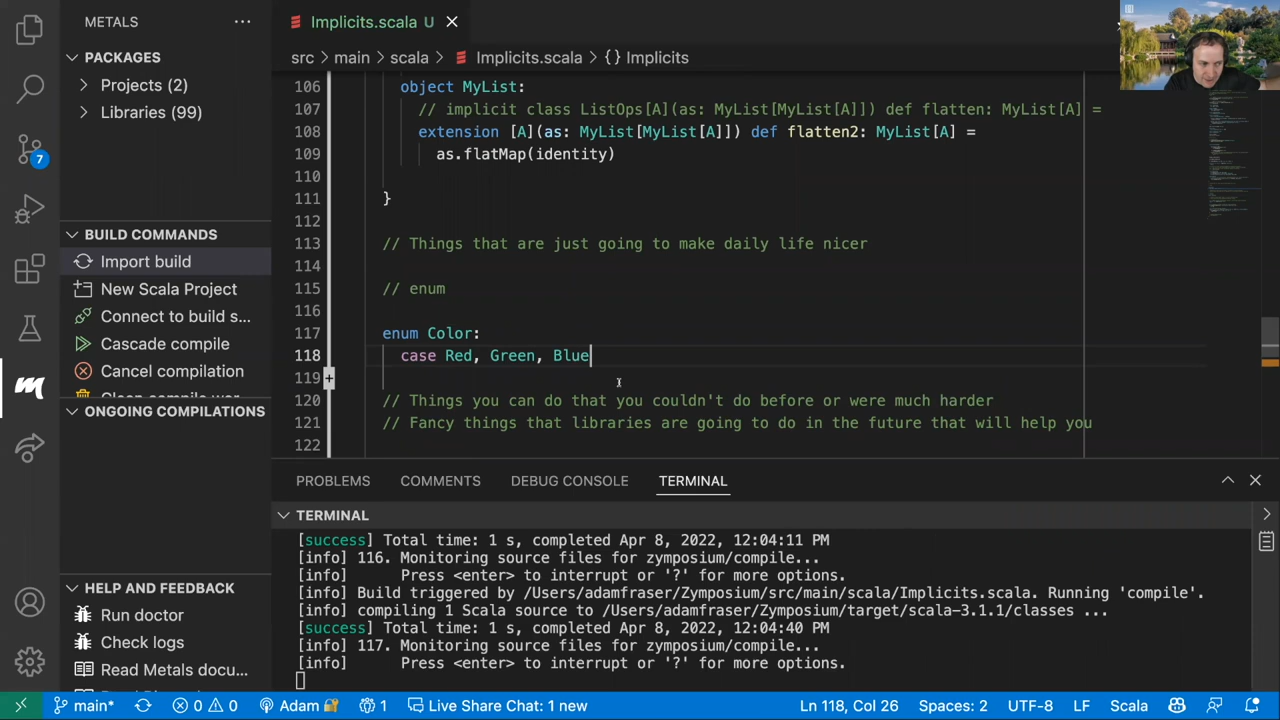 METALS
PACKAGES
Projects (2)
Libraries (99)
7
BUILD COMMANDS
Import build
New Scala Project
Connect to build s...
Cascade compile
Cancel compilation
ONGOING COMPILATIONS
HELP AND FEEDBACK
Run doctor
Check logs
Read Metals docu...
Implicits.scala U
src > main > scala > Implicits.scala > {} Implicits
106 object MyList:
107 // implicit class ListOps[A](as: MyList[MyList[A]]) def flatten: MyList[A] =
108 extension [A](as: MyList[MyList[A]]) def flatten2: MyList[A] =
109 as.flatMap(identity)
110
111 }
112
113 // Things that are just going to make daily life nicer
114
115 // enum
116
117 enum Color:
118 case Red, Green, Blue
119
120 // Things you can do that you couldn't do before or were much harder
121 // Fancy things that libraries are going to do in the future that will help you
122
PROBLEMS COMMENTS DEBUG CONSOLE TERMINAL
TERMINAL
[success] Total time: 1 s, completed Apr 8, 2022, 12:04:11 PM
[info] 116. Monitoring source files for zymposium/compile...
[info] Press <enter> to interrupt or '?' for more options.
[info] Build triggered by /Users/adamfraser/Zymposium/src/main/scala/Implicits.scala. Running 'compile'.
[info] compiling 1 Scala source to /Users/adamfraser/Zymposium/target/scala-3.1.1/classes ...
[success] Total time: 1 s, completed Apr 8, 2022, 12:04:40 PM
[info] 117. Monitoring source files for zymposium/compile...
[info] Press <enter> to interrupt or '?' for more options.
main* 0 0 Adam 1 Live Share Chat: 1 new Ln 118, Col 26 Spaces: 2 UTF-8 LF Scala